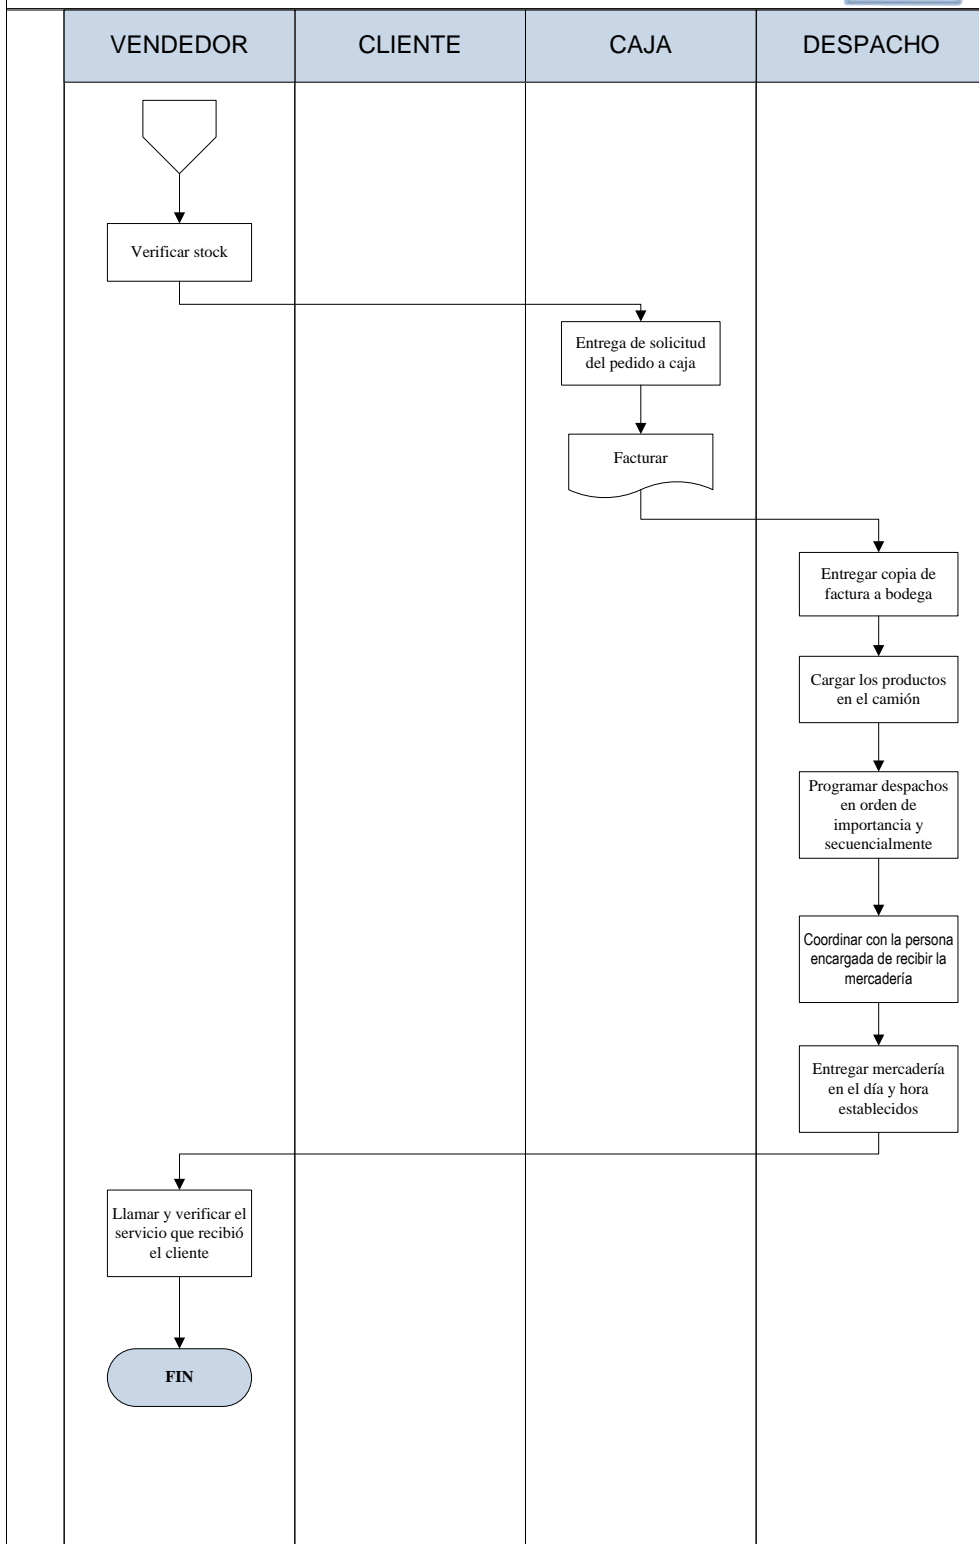 VENDEDOR
CLIENTE
CAJA
DESPACHO
Verificar stock
Entrega de solicitud
del pedido a caja
Facturar
Entregar copia de
factura a bodega
Cargar los productos
en el camión
Programar despachos
en orden de
importancia y
secuencialmente
Coordinar con la persona
encargada de recibir la
mercadería
Entregar mercadería
en el día y hora
establecidos
Llamar y verificar el
servicio que recibió
el cliente
FIN